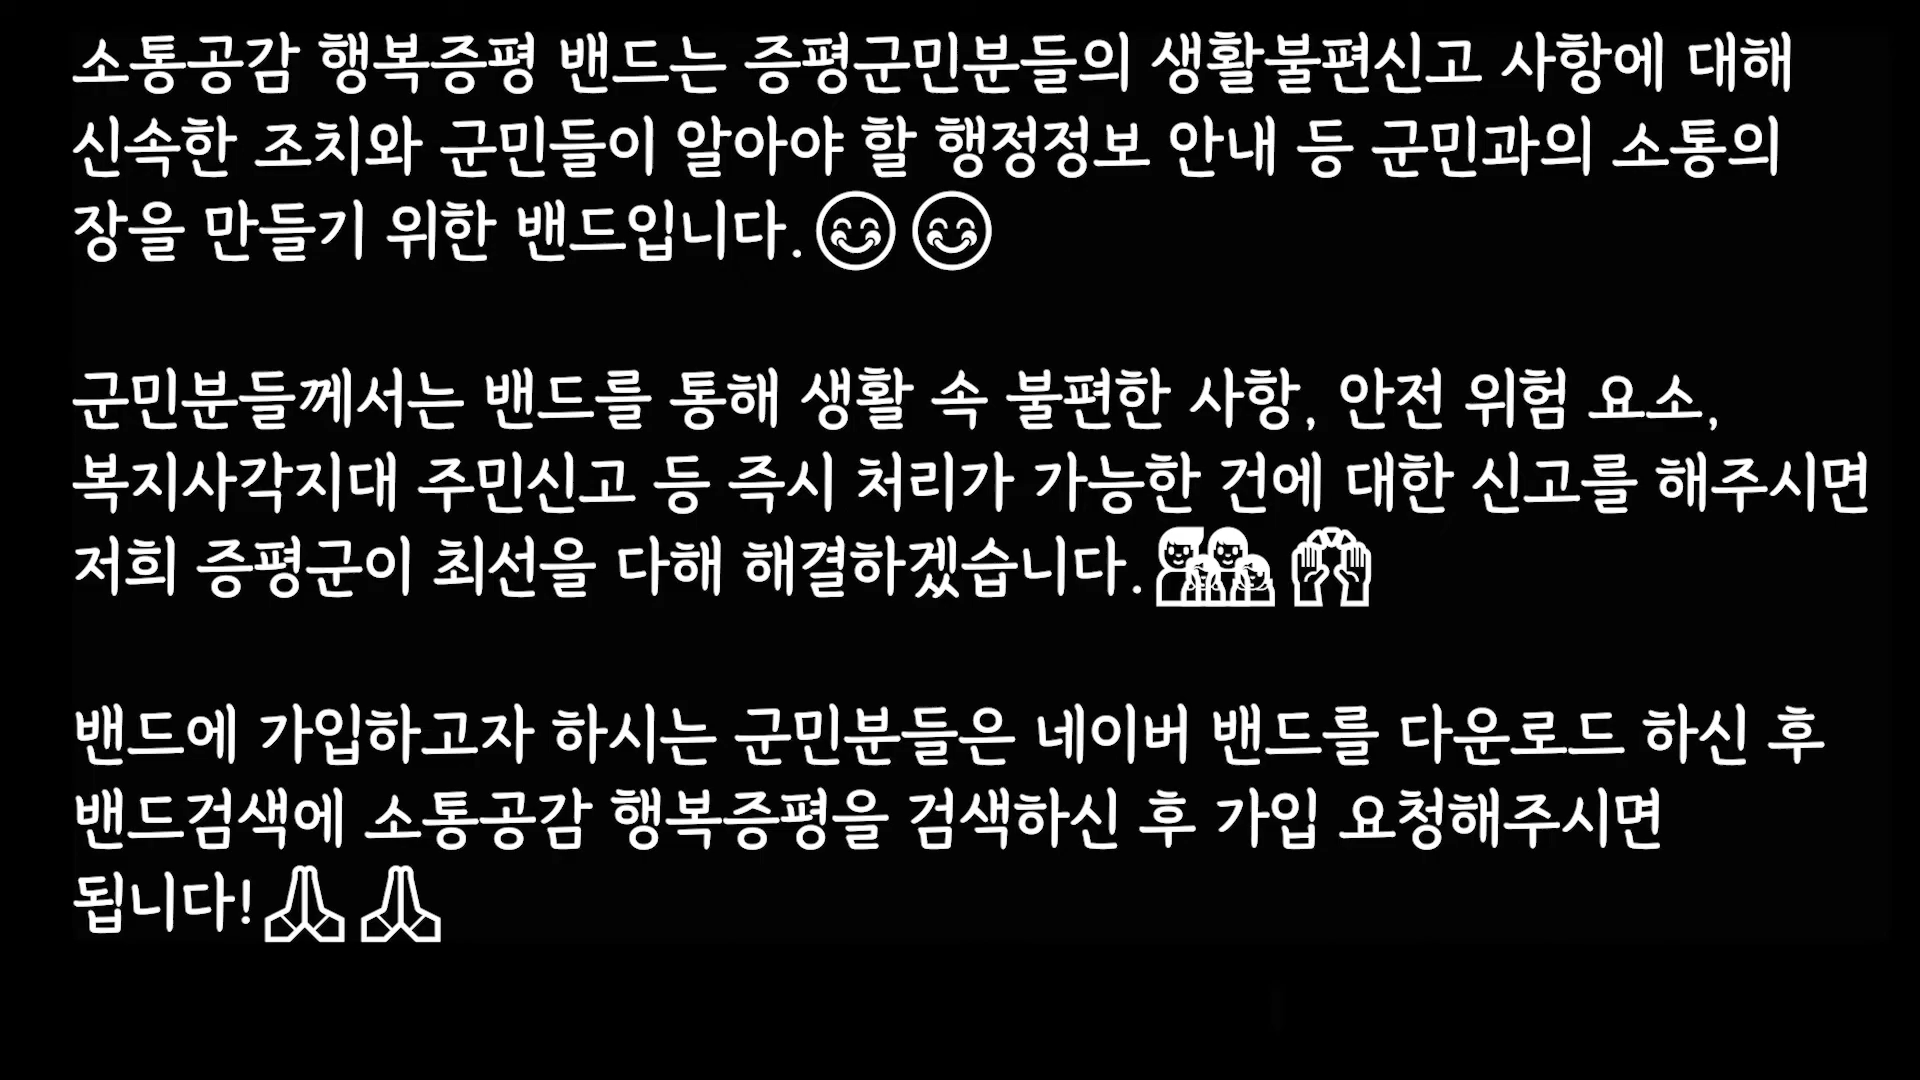 소통공감 행복증평 밴드는 증평군민분들의 생활불편신고 사항에 대해
신속한 조치와 군민들이 알아야 할 행정정보 안내 등 군민과의 소통의
장을 만들기 위한 밴드입니다.😊😊
군민분들께서는 밴드를 통해 생활 속 불편한 사항, 안전 위험 요소,
복지사각지대 주민신고 등 즉시 처리가 가능한 건에 대한 신고를 해주시면
저희 증평군이 최선을 다해 해결하겠습니다.👨‍👩‍👧‍👧🙌
밴드에 가입하고자 하시는 군민분들은 네이버 밴드를 다운로드 하신 후
밴드검색에 소통공감 행복증평을 검색하신 후 가입 요청해주시면
됩니다!🙏🙏